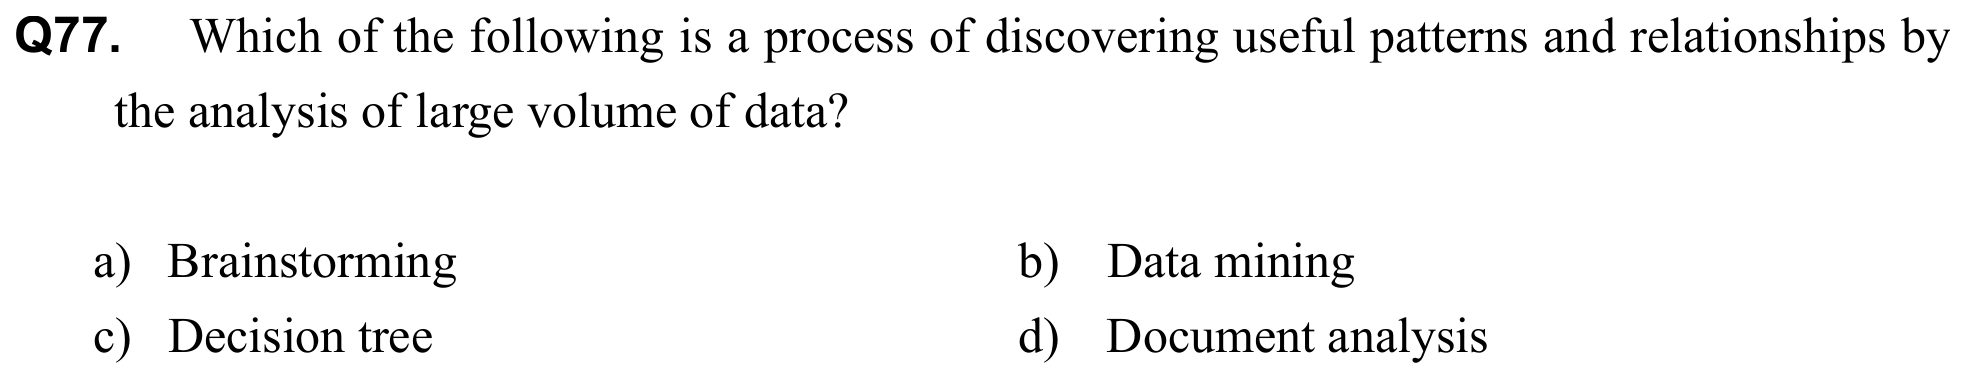 Q77. Which of the following is a process of discovering useful patterns and relationships by
the analysis of large volume of data?
a) Brainstorming b) Data mining
c) Decision tree d) Document analysis